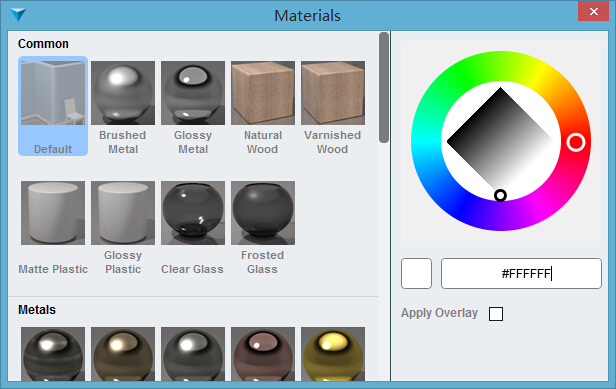 Materials
Common
Default
Brushed Metal
Glossy Metal
Natural Wood
Varnished Wood
Matte Plastic
Glossy Plastic
Clear Glass
Frosted Glass
Metals
#FFFFFF
Apply Overlay